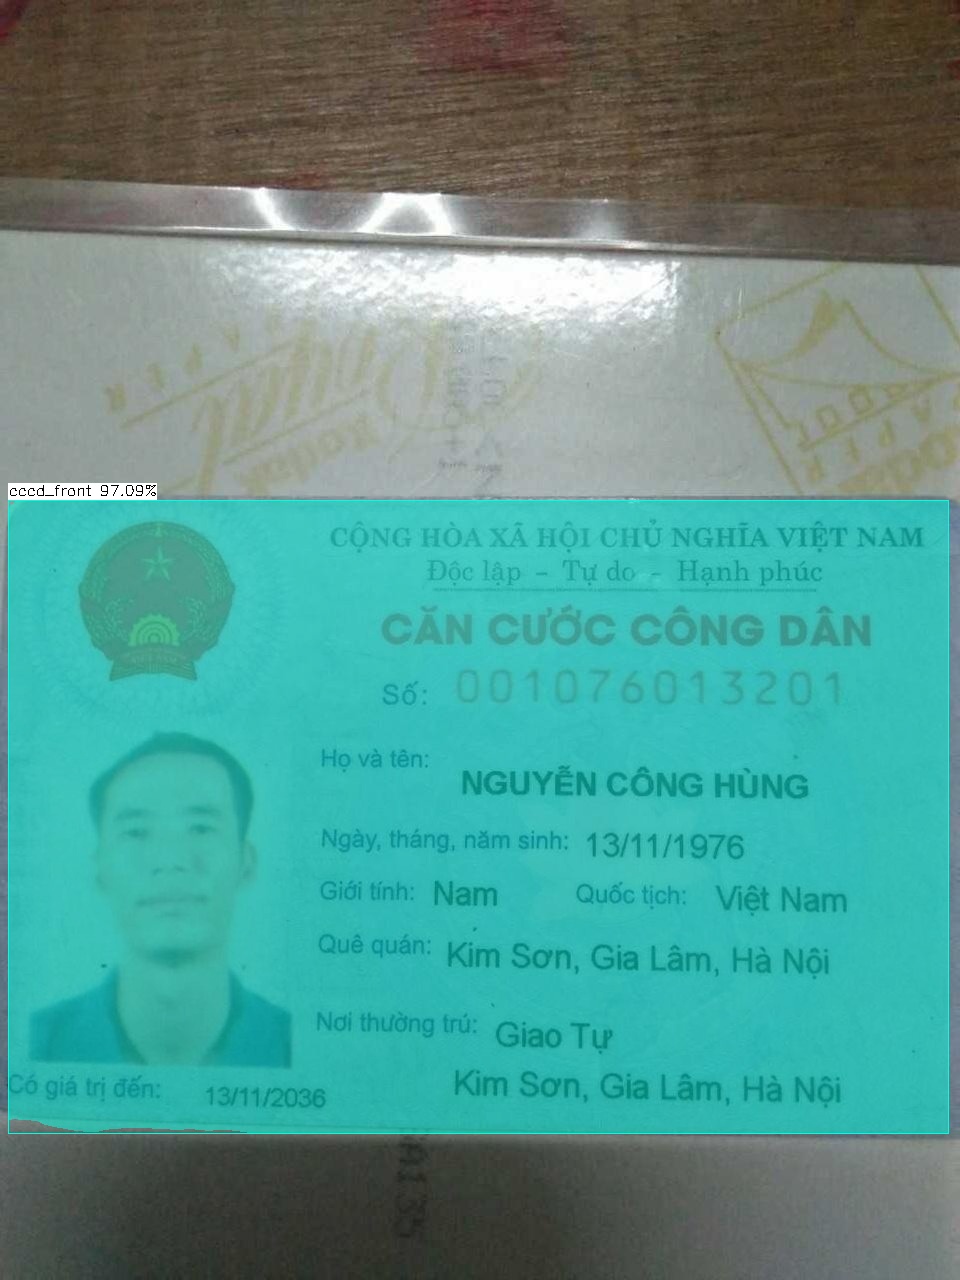 cccd_front 97.09%
CỘNG HÒA XÃ HỘI CHỦ NGHĨA VIỆT NAM
Độc lập - Tự do - Hạnh phúc
CĂN CƯỚC CÔNG DÂN
Số: 001076013201
Họ và tên:
NGUYỄN CÔNG HÙNG
Ngày, tháng, năm sinh: 13/11/1976
Giới tính: Nam Quốc tịch: Việt Nam
Quê quán: Kim Sơn, Gia Lâm, Hà Nội
Nơi thường trú: Giao Tự
Kim Sơn, Gia Lâm, Hà Nội
Có giá trị đến: 13/11/2036